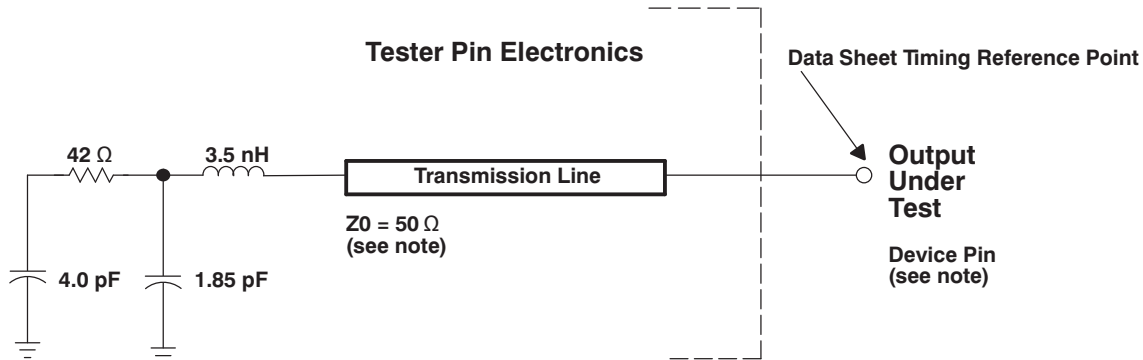 Tester Pin Electronics
Data Sheet Timing Reference Point
42 Ω
3.5 nH
Transmission Line
Output
Under
Test
Z0 = 50 Ω
(see note)
Device Pin
(see note)
4.0 pF
1.85 pF